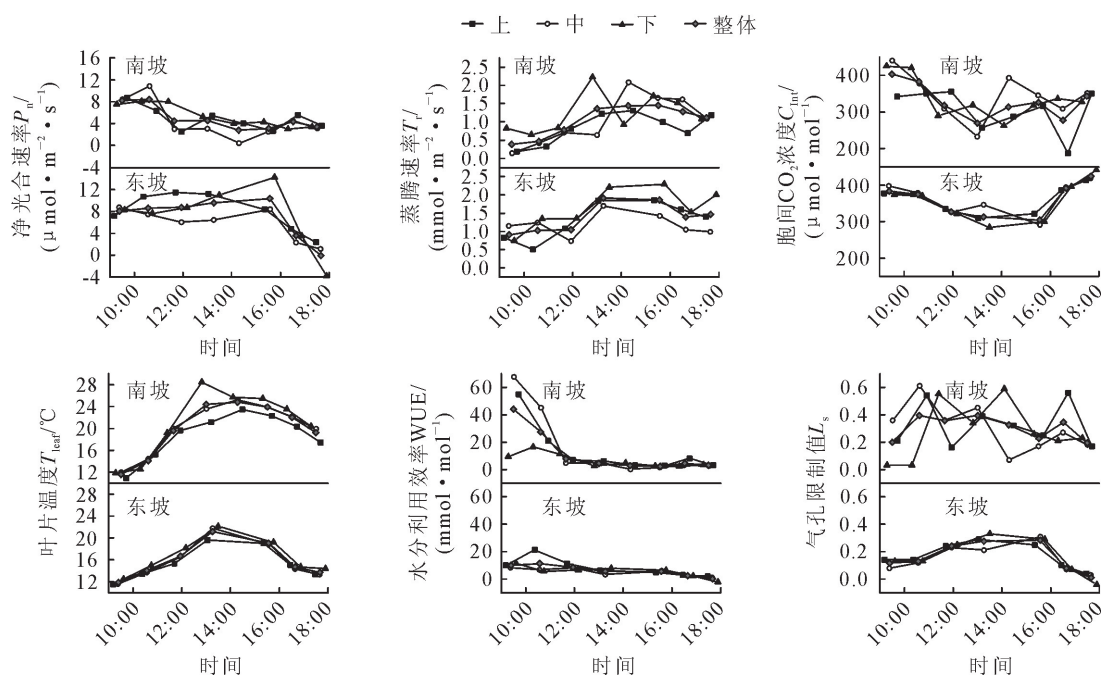 上 中 下 整体
净光合速率Pn/
(μmol·m−2·s−1)
南坡
16
12
8
4
0
-4
东坡
12
8
4
0
-4
10:00
12:00
14:00
16:00
18:00
时间
蒸腾速率Tr/
(mmol·m−2·s−1)
南坡
2.5
2.0
1.5
1.0
0.5
0.0
东坡
2.5
2.0
1.5
1.0
0.5
0.0
10:00
12:00
14:00
16:00
18:00
时间
胞间CO2浓度CInt/
(μmol·mol−1)
南坡
400
300
200
东坡
400
300
200
10:00
12:00
14:00
16:00
18:00
时间
叶片温度Tleaf/℃
南坡
28
24
20
16
12
东坡
28
24
20
16
12
10:00
12:00
14:00
16:00
18:00
时间
水分利用效率WUE/
(mmol·mol−1)
南坡
60
40
20
0
东坡
60
40
20
0
10:00
12:00
14:00
16:00
18:00
时间
气孔限制值Ls
南坡
0.6
0.4
0.2
0.0
东坡
0.6
0.4
0.2
0.0
10:00
12:00
14:00
16:00
18:00
时间